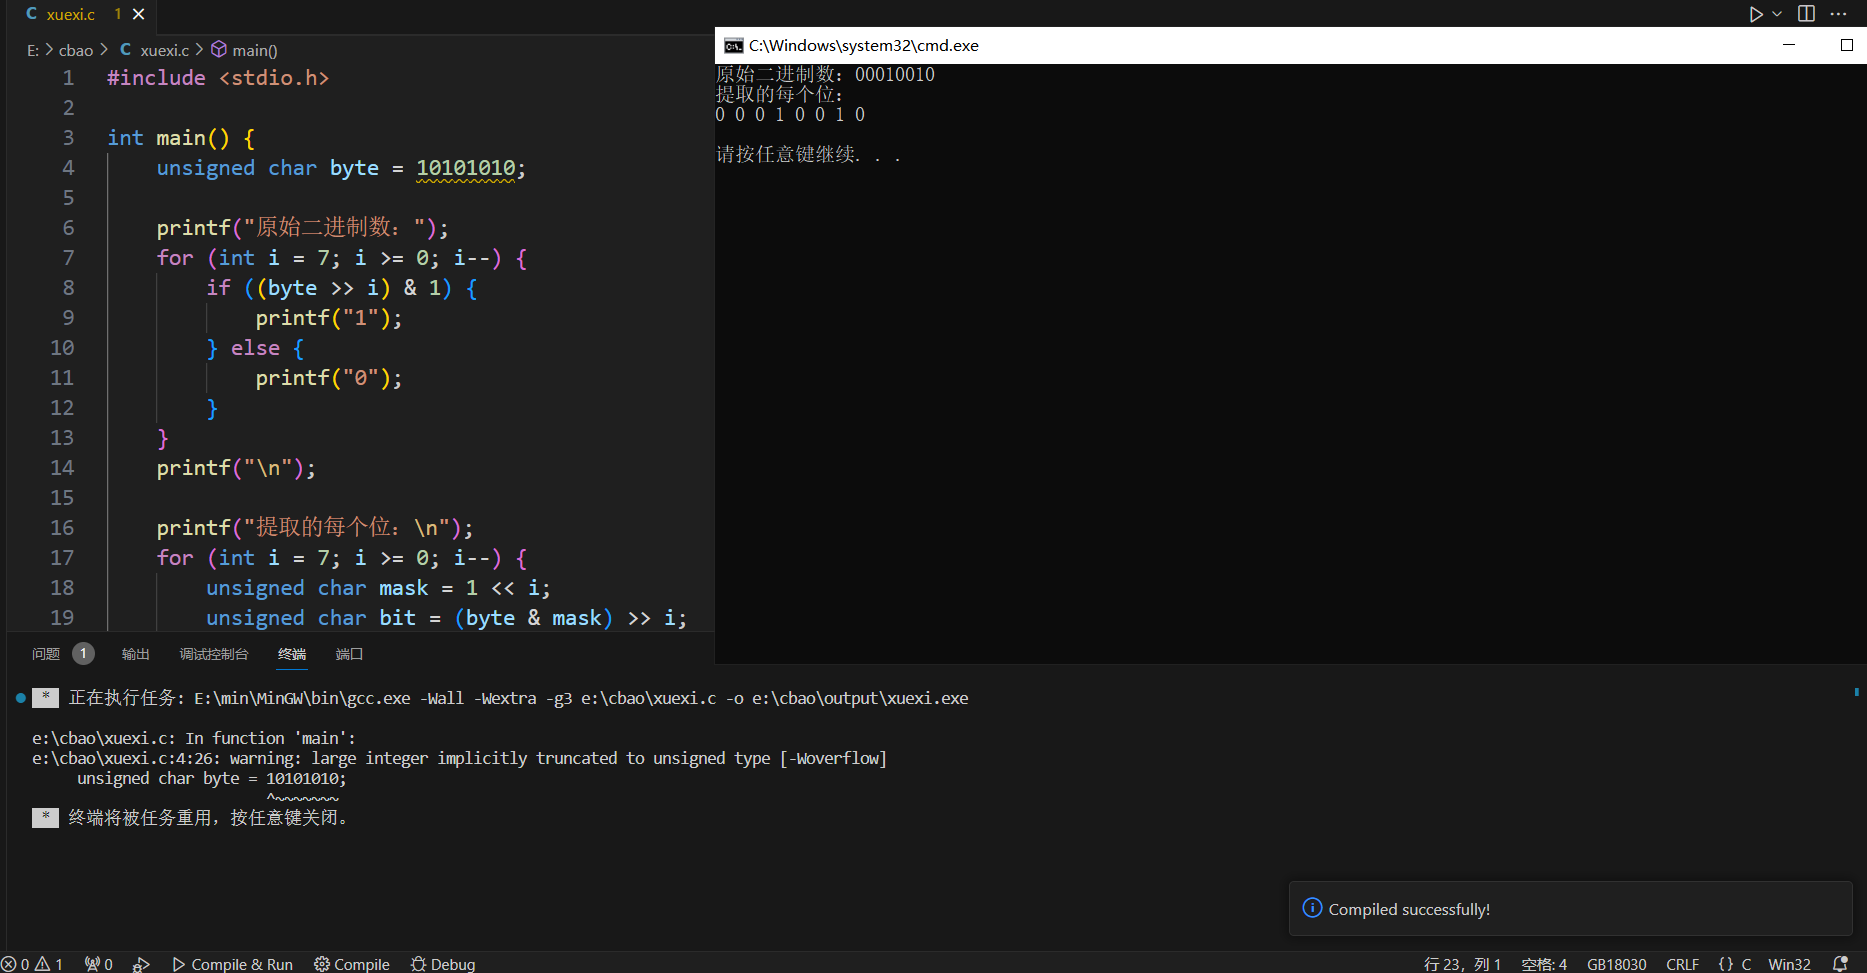 C xuexi.c 1
E: > cbao > C xuexi.c > main()
1 #include <stdio.h>
2
3 int main() {
4 unsigned char byte = 10101010;
5
6 printf("原始二进制数：");
7 for (int i = 7; i >= 0; i--) {
8 if ((byte >> i) & 1) {
9 printf("1");
10 } else {
11 printf("0");
12 }
13 }
14 printf("\n");
15
16 printf("提取的每个位：\n");
17 for (int i = 7; i >= 0; i--) {
18 unsigned char mask = 1 << i;
19 unsigned char bit = (byte & mask) >> i;
C:\Windows\system32\cmd.exe
原始二进制数：00010010
提取的每个位：
0 0 0 1 0 0 1 0
请按任意键继续. . .
问题 1 输出 调试控制台 终端 端口
* 正在执行任务: E:\min\MinGW\bin\gcc.exe -Wall -Wextra -g3 e:\cbao\xuexi.c -o e:\cbao\output\xuexi.exe
e:\cbao\xuexi.c: In function 'main':
e:\cbao\xuexi.c:4:26: warning: large integer implicitly truncated to unsigned type [-Woverflow]
unsigned char byte = 10101010;
^~~~~~~~
* 终端将被任务重用，按任意键关闭。
Compiled successfully!
0 1 0 Compile & Run Compile Debug 行 23，列 1 空格: 4 GB18030 CRLF {} C Win32